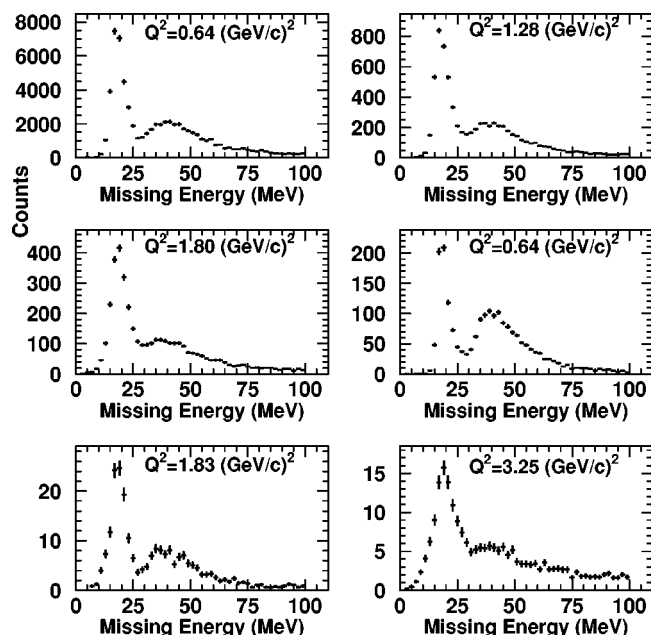 Counts
Q²=0.64 (GeV/c)²
8000
6000
4000
2000
0
0 25 50 75 100
Missing Energy (MeV)
Q²=1.28 (GeV/c)²
800
600
400
200
0
0 25 50 75 100
Missing Energy (MeV)
Q²=1.80 (GeV/c)²
400
300
200
100
0
0 25 50 75 100
Missing Energy (MeV)
Q²=0.64 (GeV/c)²
200
150
100
50
0
0 25 50 75 100
Missing Energy (MeV)
Q²=1.83 (GeV/c)²
20
10
0
0 25 50 75 100
Missing Energy (MeV)
Q²=3.25 (GeV/c)²
15
10
5
0
0 25 50 75 100
Missing Energy (MeV)